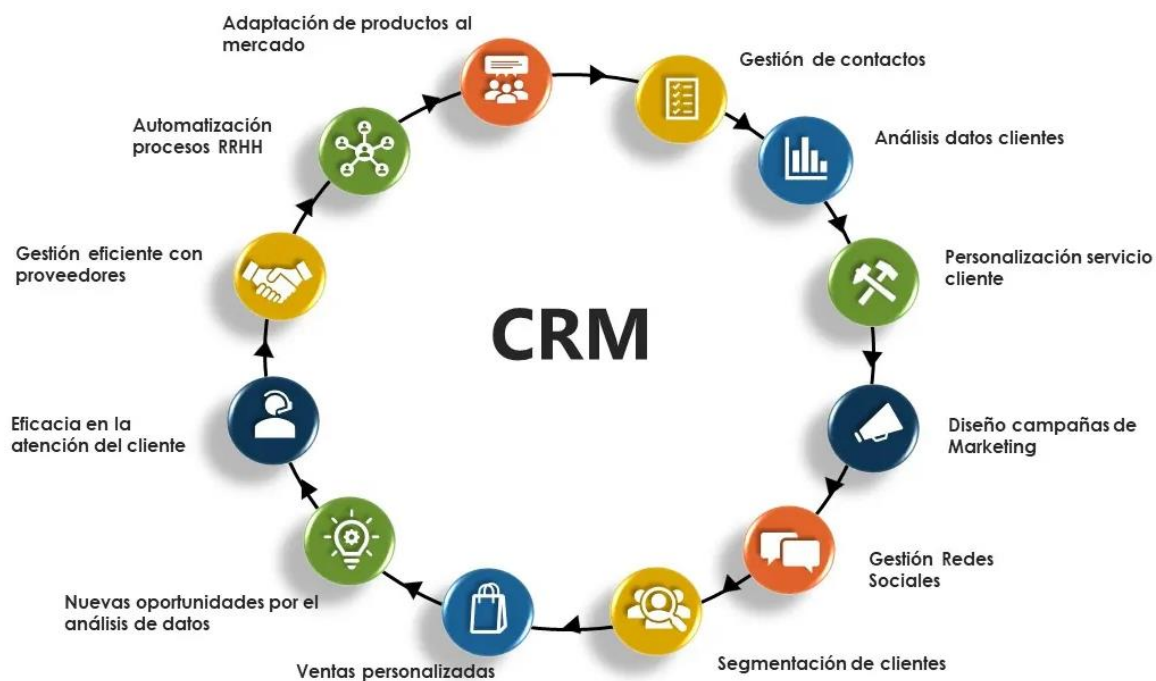 Adaptación de productos al
mercado
Gestión de contactos
Análisis datos clientes
Personalización servicio
cliente
Diseño campañas de
Marketing
Gestión Redes
Sociales
Segmentación de clientes
Ventas personalizadas
Nuevas oportunidades por el
análisis de datos
Eficacia en la
atención del cliente
Gestión eficiente con
proveedores
Automatización
procesos RRHH
CRM